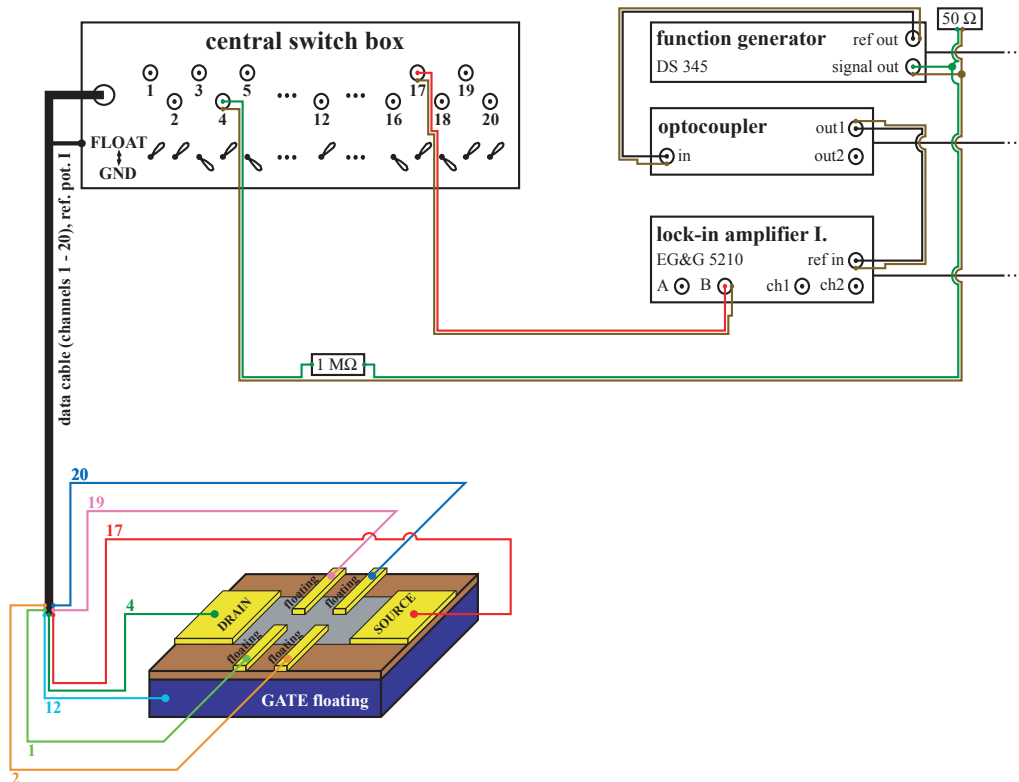 central switch box
1 3 5 17 19
2 4 ... 12 ... 16 18 20
FLOAT
GND
... ...
data cable (channels 1 - 20), ref. pot. I
50 Ω
function generator
ref out
DS 345
signal out
...
optocoupler
out1
in
out2
...
lock-in amplifier I.
EG&G 5210
ref in
A
B
ch1
ch2
...
1 MΩ
20
19
17
4
12
1
2
floating
floating
DRAIN
SOURCE
floating
floating
GATE floating